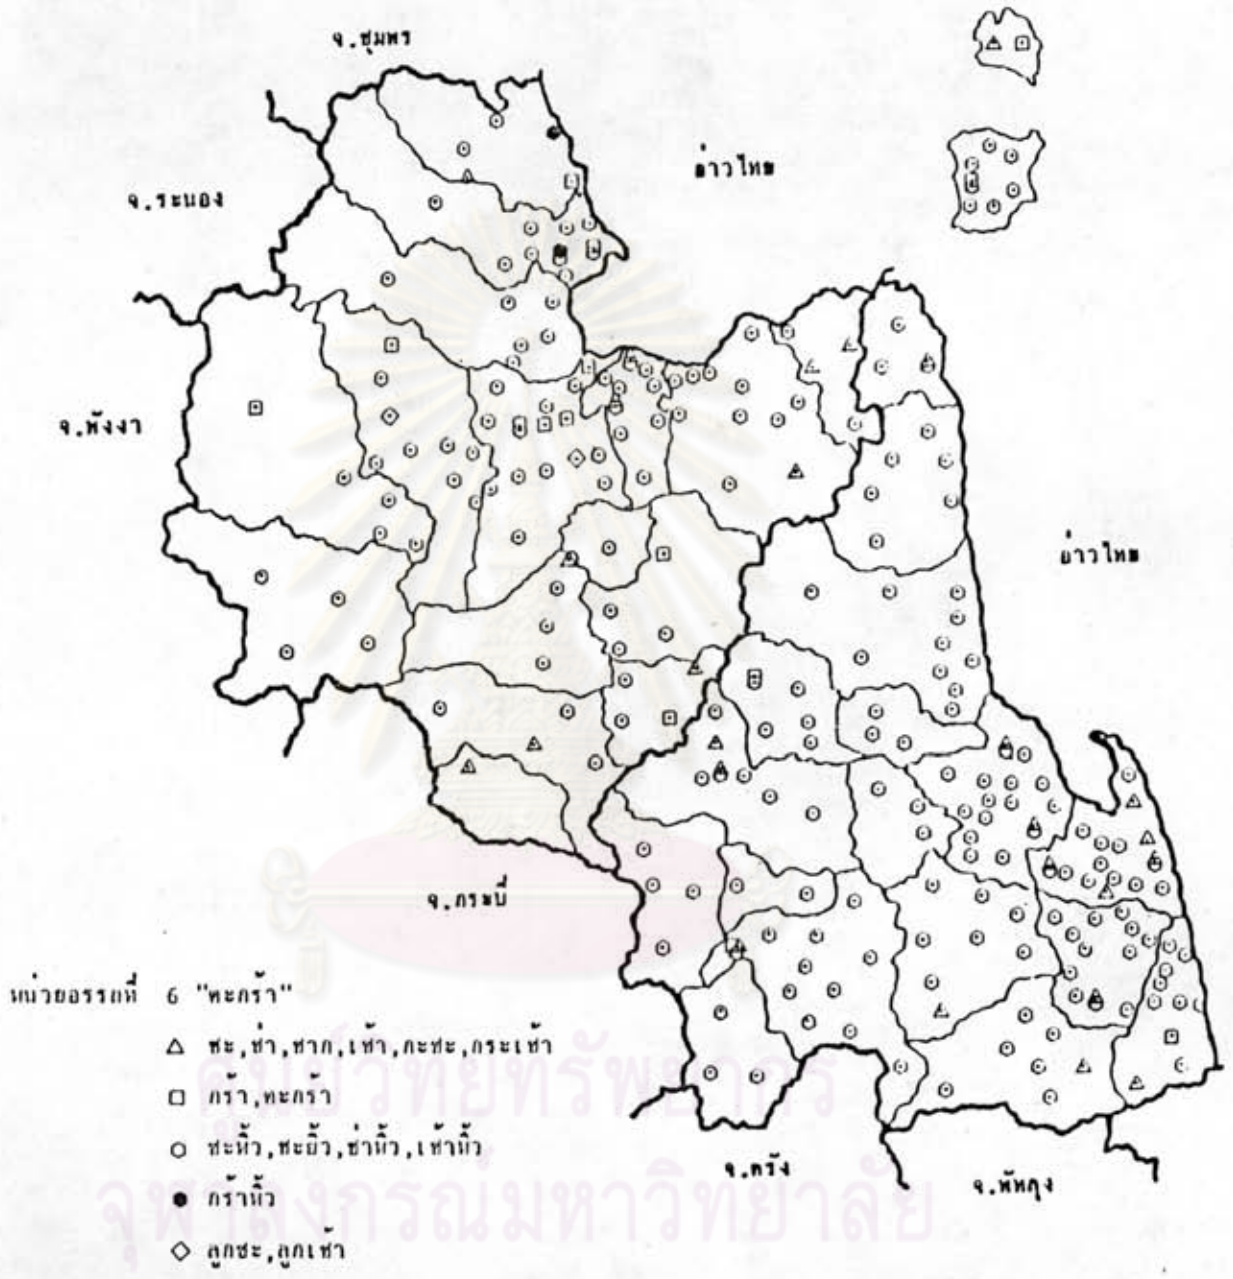 จ.ชุมพร
อ่าวไทย
จ.ระนอง
จ.พังงา
อ่าวไทย
จ.กระบี่
หน่วยอรรถที่ 6 "ตะกร้า"
ชะ,ช่า,ทาก,เท้า,กะทะ,กระเท้า
กร้า,ตะกร้า
ชะหิ้ว,ชะยิ้ว,ช่าหิ้ว,เท้าหิ้ว
กร้าหิ้ว
ลูกชะ,ลูกเท้า
จ.ตรัง
จ.พัทลุง
ศูนย์วิทยทรัพยากร
จุฬาลงกรณ์มหาวิทยาลัย